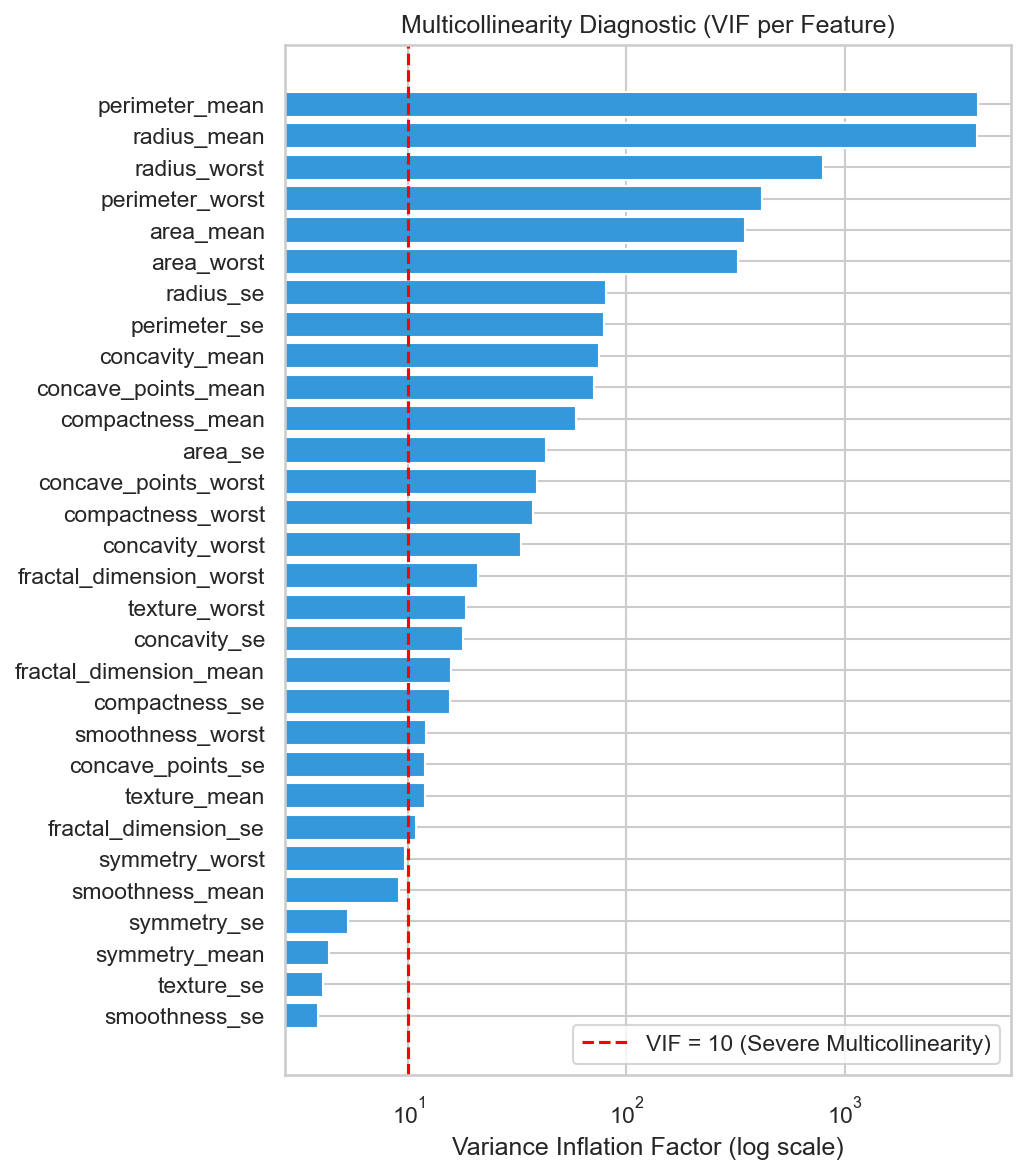 Multicollinearity Diagnostic (VIF per Feature)
perimeter_mean
radius_mean
radius_worst
perimeter_worst
area_mean
area_worst
radius_se
perimeter_se
concavity_mean
concave_points_mean
compactness_mean
area_se
concave_points_worst
compactness_worst
concavity_worst
fractal_dimension_worst
texture_worst
concavity_se
fractal_dimension_mean
compactness_se
smoothness_worst
concave_points_se
texture_mean
fractal_dimension_se
symmetry_worst
smoothness_mean
symmetry_se
symmetry_mean
texture_se
smoothness_se
VIF = 10 (Severe Multicollinearity)
10¹ 10² 10³
Variance Inflation Factor (log scale)